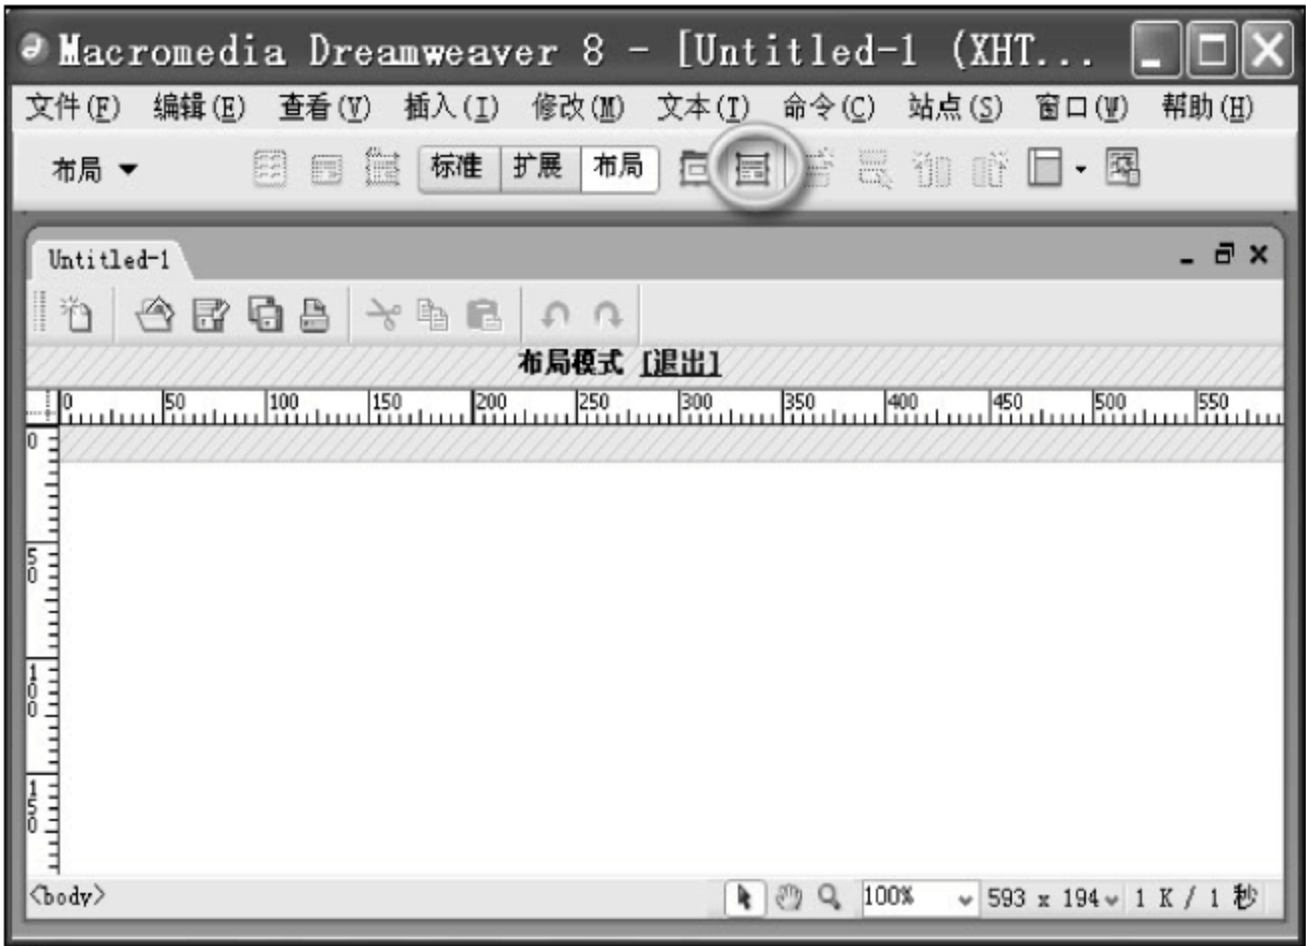 Macromedia Dreamweaver 8 - [Untitled-1 (XHT...
文件(F) 编辑(E) 查看(V) 插入(I) 修改(M) 文本(T) 命令(C) 站点(S) 窗口(W) 帮助(H)
布局 标准 扩展 布局
Untitled-1
布局模式 [退出]
0 50 100 150 200 250 300 350 400 450 500 550
0
50
100
150
<body> 100% 593 x 194 1 K / 1 秒